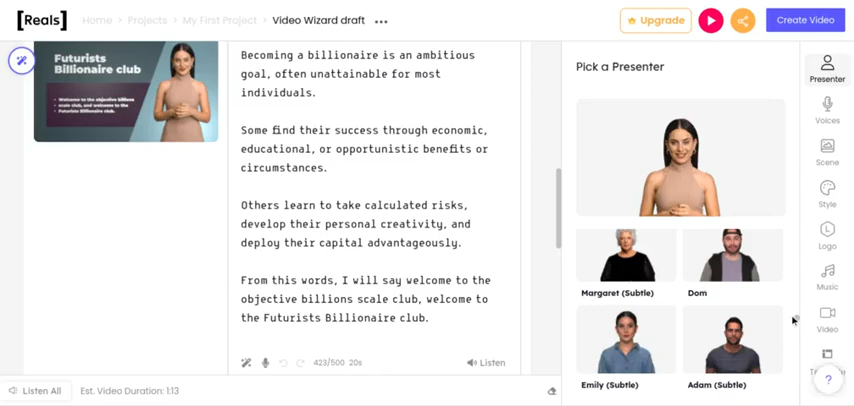 [Reals]
Home > Projects > My First Project > Video Wizard draft ...
Upgrade
Create Video
Futurists
Billionaire club
Welcome to the objective billions
scale club, and welcome to the
Futurists Billionaire club.
Becoming a billionaire is an ambitious
goal, often unattainable for most
individuals.
Some find their success through economic,
educational, or opportunistic benefits or
circumstances.
Others learn to take calculated risks,
develop their personal creativity, and
deploy their capital advantageously.
From this words, I will say welcome to the
objective billions scale club, welcome to
the Futurists Billionaire club.
423/500 20s
Listen
Listen All
Est. Video Duration: 1:13
Pick a Presenter
Margaret (Subtle)
Dom
Emily (Subtle)
Adam (Subtle)
Presenter
Voices
Scene
Style
L
Logo
Music
Video
?